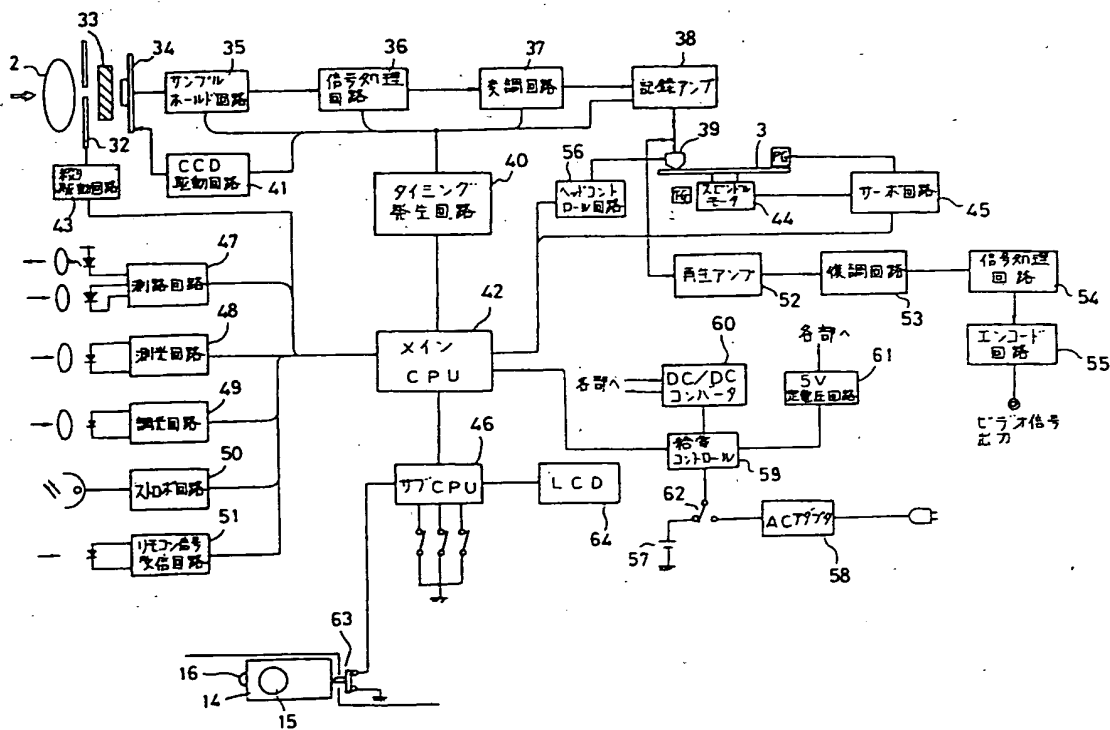 33
34
35
36
37
38
2
サンプル
ホールド回路
信号処理
回路
変調回路
記録アンプ
39
3
PG
32
CCD
駆動回路
41
40
タイミング
発生回路
56
ヘッドコント
ロール回路
FG
スピンドル
モータ
44
サーボ回路
45
駆動回路
43
47
測路回路
再生アンプ
52
復調回路
53
信号処理
回路
54
48
測光回路
42
メイン
CPU
60
各部へ
61
エンコード
回路
55
各部へ
DC/DC
コンバータ
5V
定電圧回路
ビデオ信号
出力
49
調光回路
46
給電
コントロール
59
50
ストロボ回路
サブCPU
LCD
64
62
ACアダプタ
58
57
51
リモコン信号
受信回路
63
16
14
15